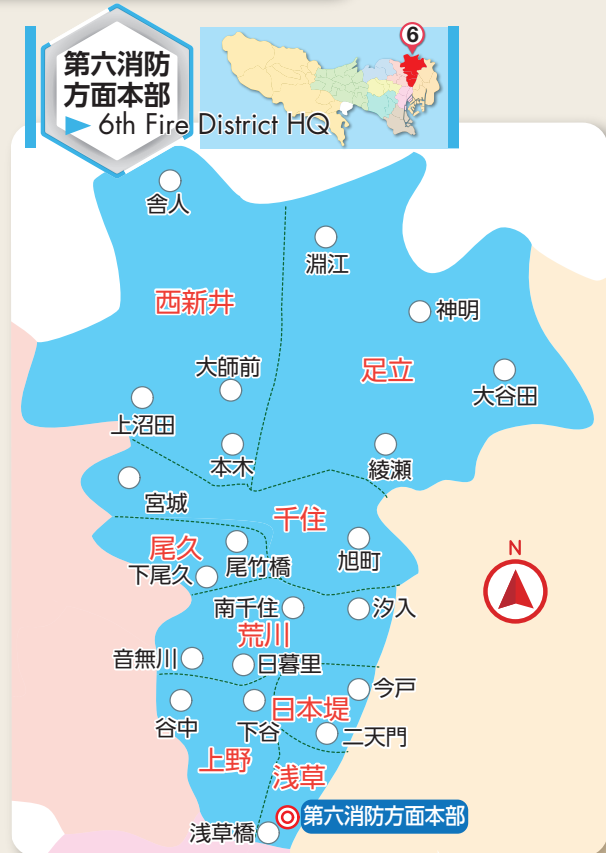 第六消防
方面本部
6th Fire District HQ
6
舎人
淵江
西新井
神明
大師前
足立
大谷田
上沼田
本木
綾瀬
宮城
千住
尾久
尾竹橋
旭町
下尾久
N
南千住
汐入
荒川
音無川
日暮里
今戸
日本堤
谷中
下谷
二天門
上野
浅草
第六消防方面本部
浅草橋